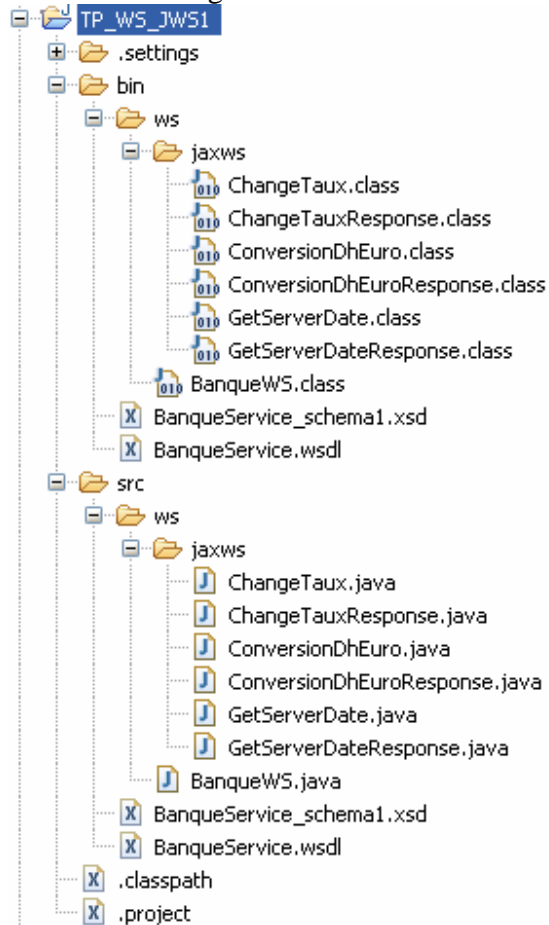 TP_WS_JWS1
.settings
bin
ws
jaxws
ChangeTaux.class
ChangeTauxResponse.class
ConversionDhEuro.class
ConversionDhEuroResponse.class
GetServerDate.class
GetServerDateResponse.class
BanqueWS.class
BanqueService_schema1.xsd
BanqueService.wsdl
src
ws
jaxws
ChangeTaux.java
ChangeTauxResponse.java
ConversionDhEuro.java
ConversionDhEuroResponse.java
GetServerDate.java
GetServerDateResponse.java
BanqueWS.java
BanqueService_schema1.xsd
BanqueService.wsdl
.classpath
.project